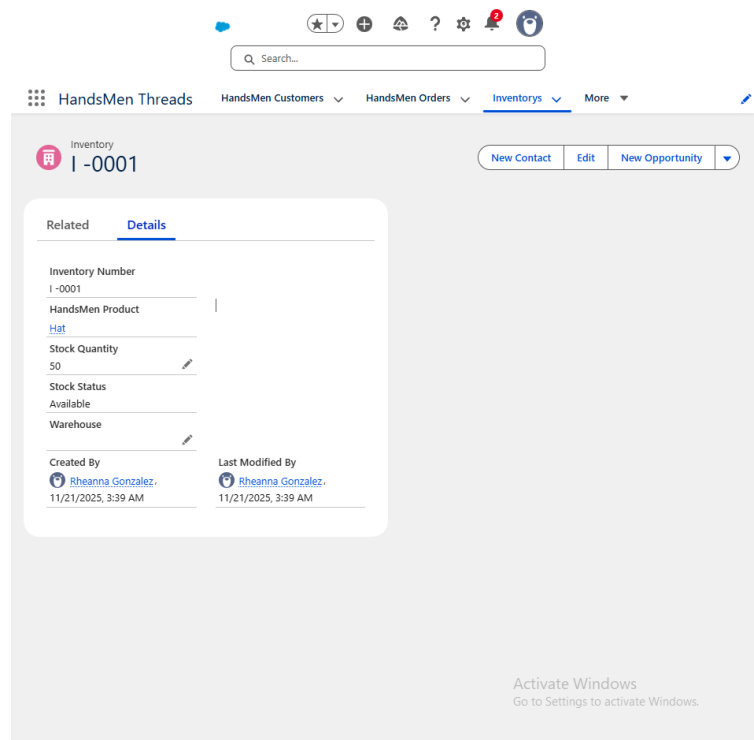 2
Search...
HandsMen Threads HandsMen Customers HandsMen Orders Inventorys More
Inventory
I -0001
New Contact Edit New Opportunity
Related Details
Inventory Number
I -0001
HandsMen Product
Hat
Stock Quantity
50
Stock Status
Available
Warehouse
Created By Last Modified By
Rheanna Gonzalez, Rheanna Gonzalez,
11/21/2025, 3:39 AM 11/21/2025, 3:39 AM
Activate Windows
Go to Settings to activate Windows.